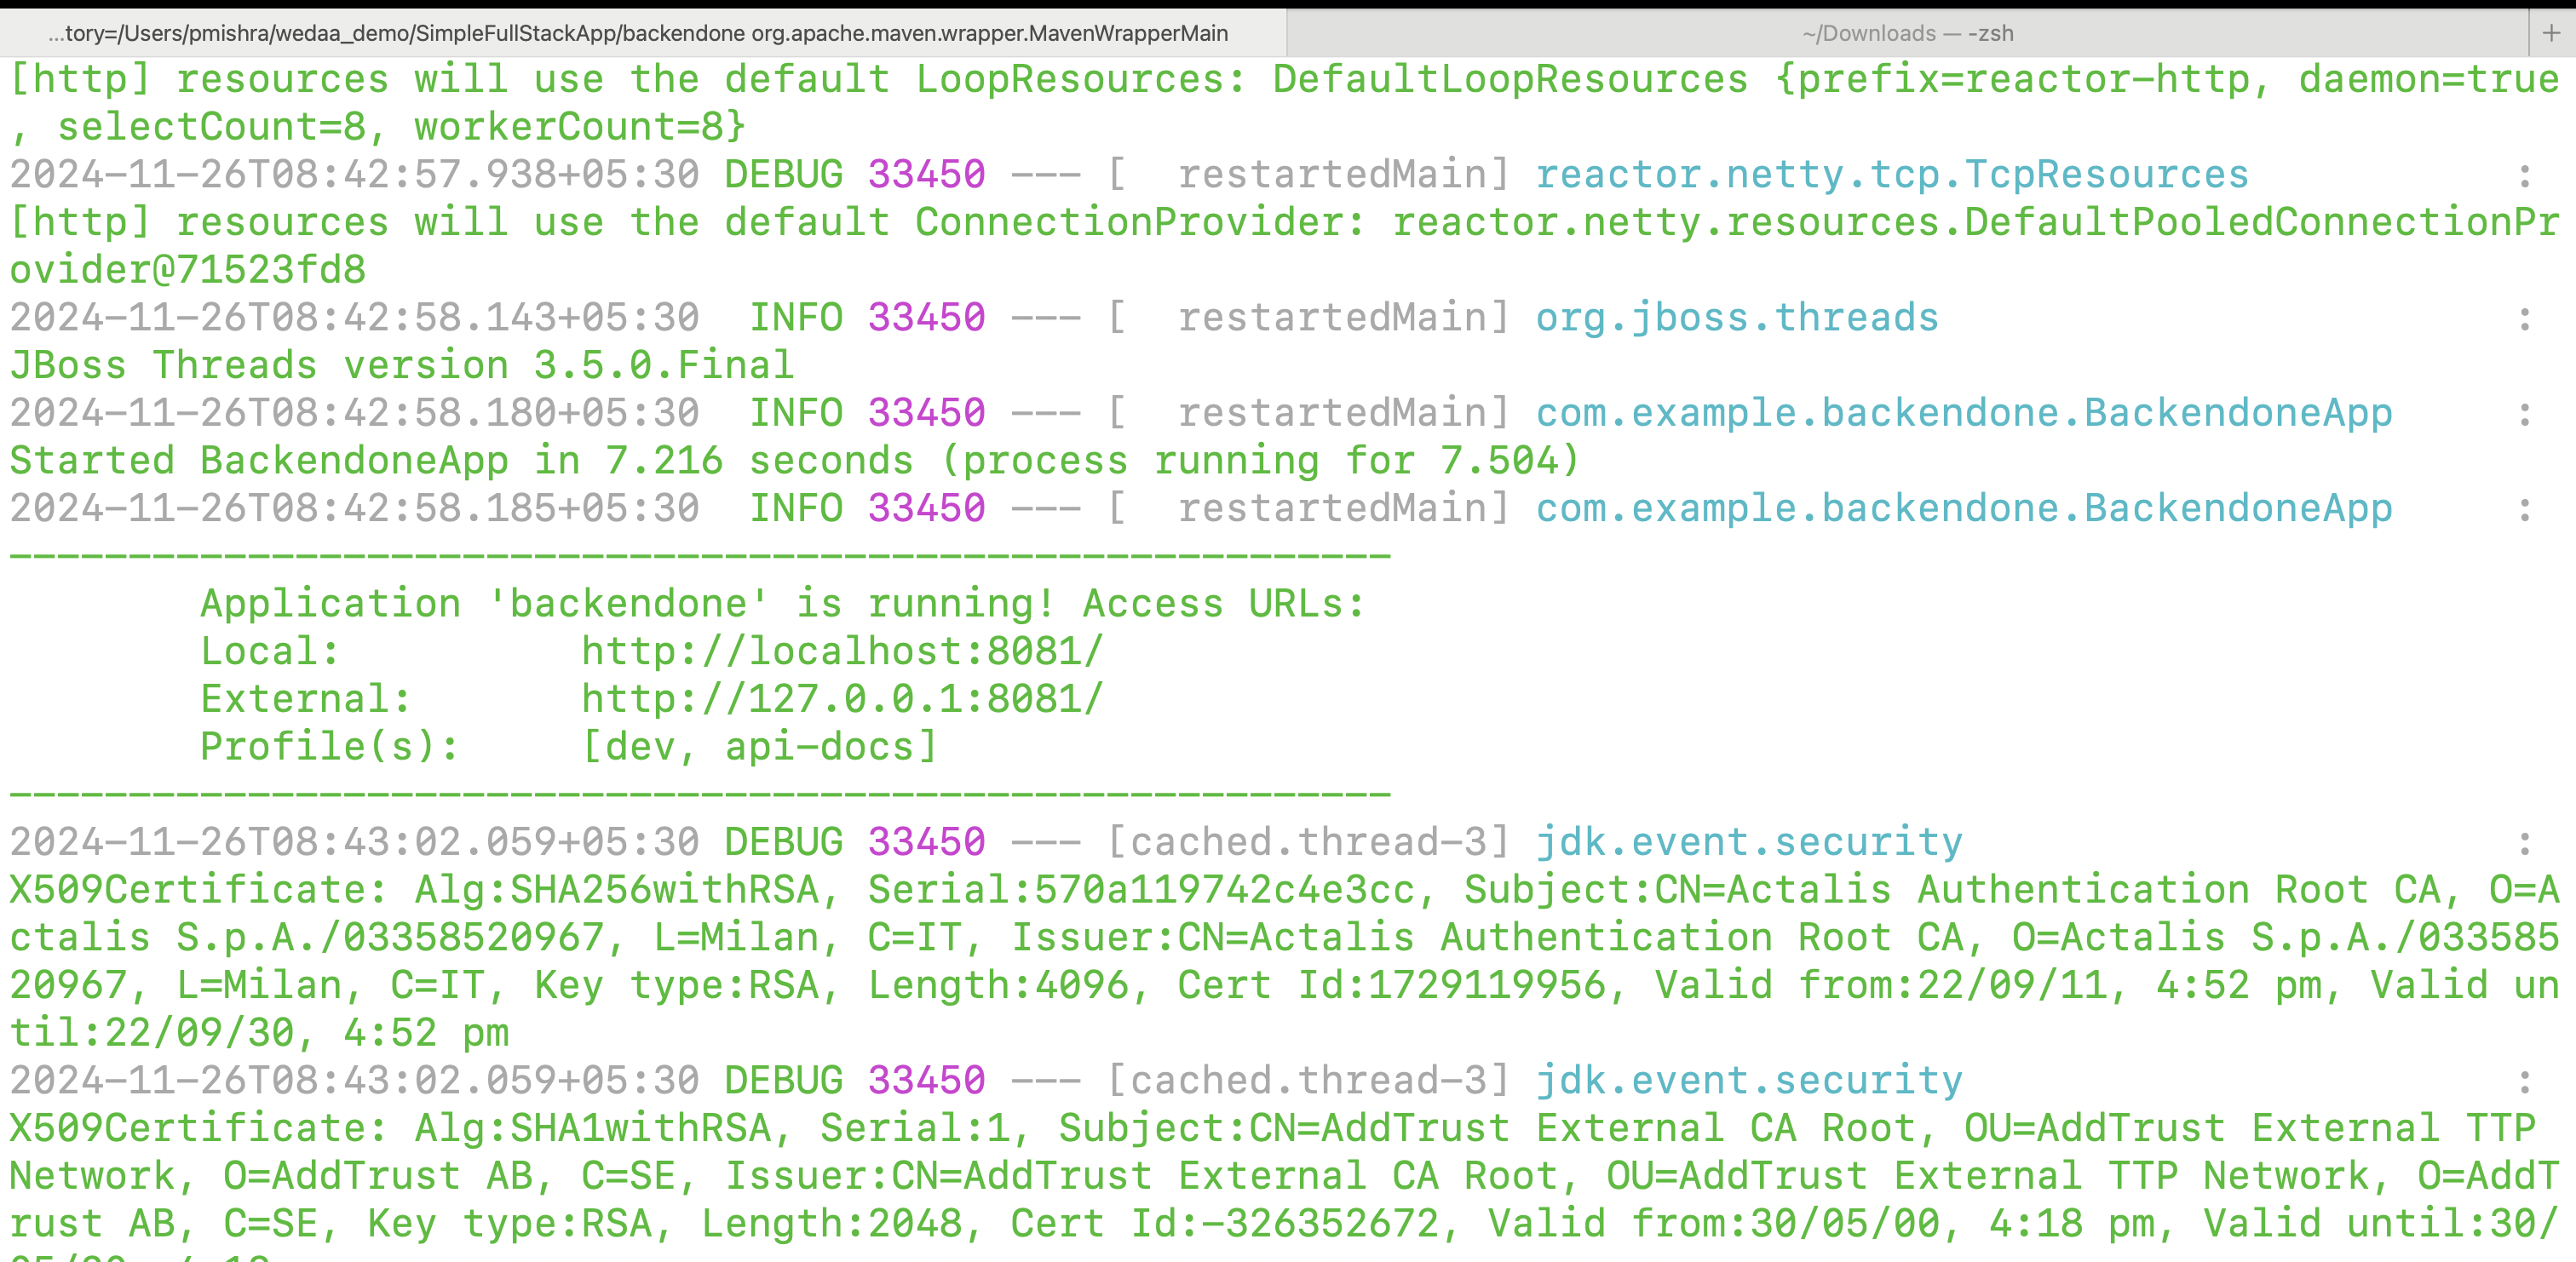 ...tory=/Users/pmishra/wedaa_demo/SimpleFullStackApp/backendone org.apache.maven.wrapper.MavenWrapperMain
~/Downloads — -zsh
+
[http] resources will use the default LoopResources: DefaultLoopResources {prefix=reactor-http, daemon=true
, selectCount=8, workerCount=8}
2024-11-26T08:42:57.938+05:30 DEBUG 33450 --- [  restartedMain] reactor.netty.tcp.TcpResources           :
[http] resources will use the default ConnectionProvider: reactor.netty.resources.DefaultPooledConnectionPr
ovider@71523fd8
2024-11-26T08:42:58.143+05:30  INFO 33450 --- [  restartedMain] org.jboss.threads                        :
JBoss Threads version 3.5.0.Final
2024-11-26T08:42:58.180+05:30  INFO 33450 --- [  restartedMain] com.example.backendone.BackendoneApp     :
Started BackendoneApp in 7.216 seconds (process running for 7.504)
2024-11-26T08:42:58.185+05:30  INFO 33450 --- [  restartedMain] com.example.backendone.BackendoneApp     :
----------------------------------------------------------
Application 'backendone' is running! Access URLs:
Local:          http://localhost:8081/
External:       http://127.0.0.1:8081/
Profile(s):     [dev, api-docs]
----------------------------------------------------------
2024-11-26T08:43:02.059+05:30 DEBUG 33450 --- [cached.thread-3] jdk.event.security                       :
X509Certificate: Alg:SHA256withRSA, Serial:570a119742c4e3cc, Subject:CN=Actalis Authentication Root CA, O=A
ctalis S.p.A./03358520967, L=Milan, C=IT, Issuer:CN=Actalis Authentication Root CA, O=Actalis S.p.A./033585
20967, L=Milan, C=IT, Key type:RSA, Length:4096, Cert Id:1729119956, Valid from:22/09/11, 4:52 pm, Valid un
til:22/09/30, 4:52 pm
2024-11-26T08:43:02.059+05:30 DEBUG 33450 --- [cached.thread-3] jdk.event.security                       :
X509Certificate: Alg:SHA1withRSA, Serial:1, Subject:CN=AddTrust External CA Root, OU=AddTrust External TTP
Network, O=AddTrust AB, C=SE, Issuer:CN=AddTrust External CA Root, OU=AddTrust External TTP Network, O=AddT
rust AB, C=SE, Key type:RSA, Length:2048, Cert Id:-326352672, Valid from:30/05/00, 4:18 pm, Valid until:30/